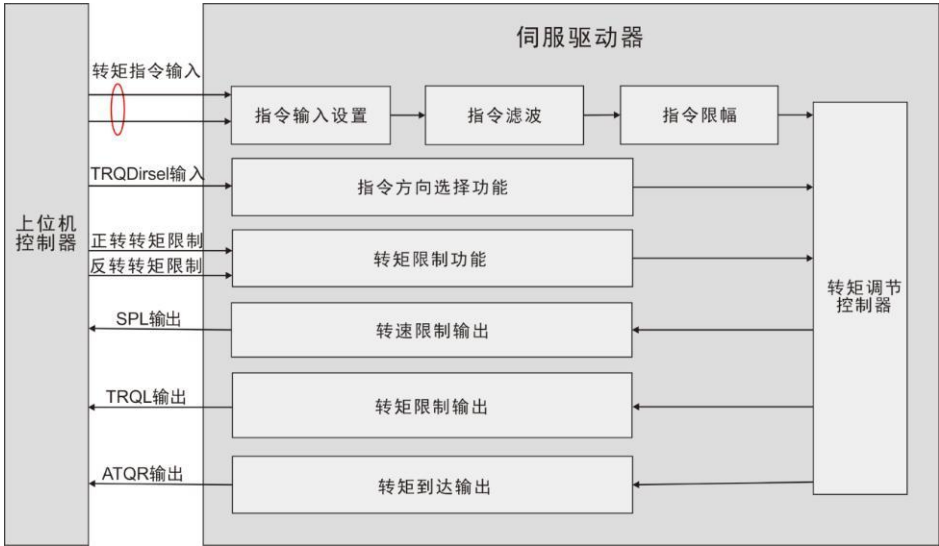 伺服驱动器
转矩指令输入
指令输入设置
指令滤波
指令限幅
TRQDirsel输入
指令方向选择功能
上位机
控制器
正转转矩限制
反转转矩限制
转矩限制功能
转矩调节
控制器
SPL输出
转速限制输出
TRQL输出
转矩限制输出
ATQR输出
转矩到达输出